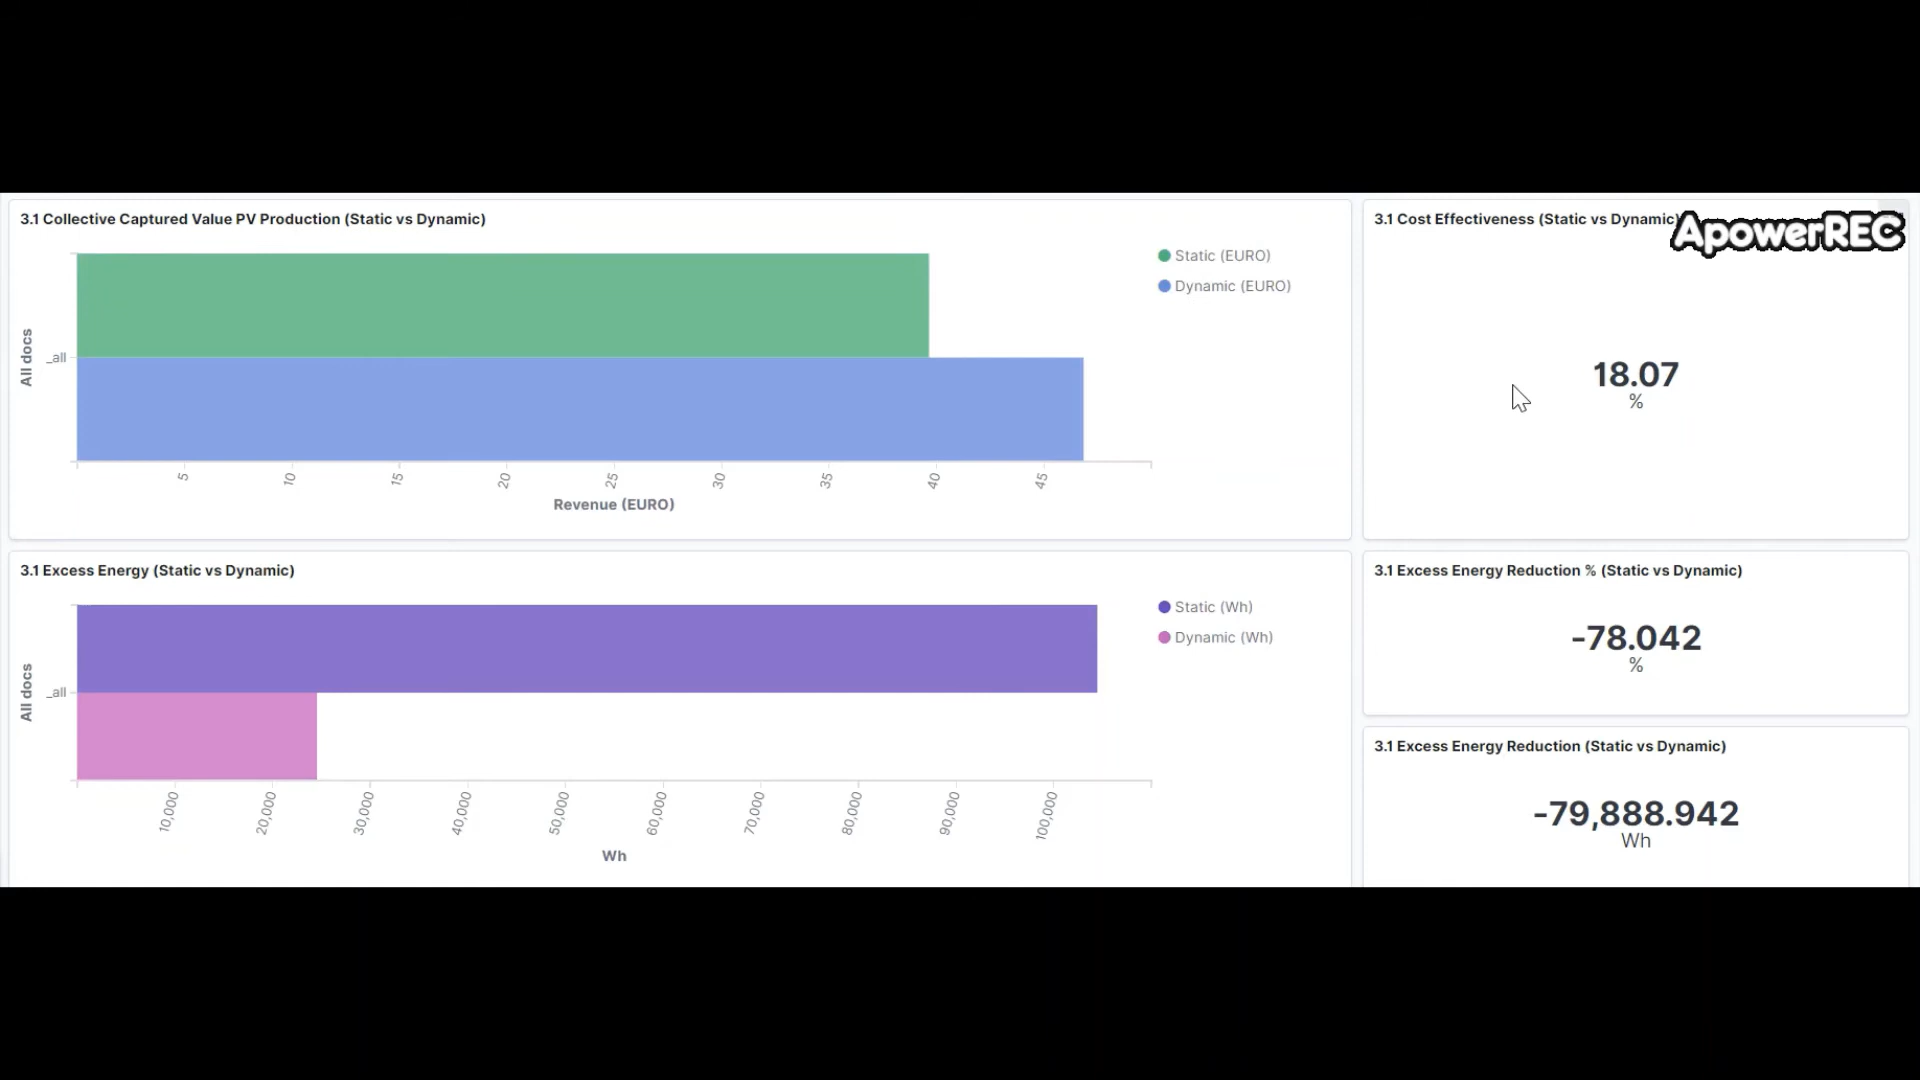 3.1 Collective Captured Value PV Production (Static vs Dynamic)
Static (EURO)
Dynamic (EURO)
All docs
_all
5
10
15
20
25
30
35
40
45
Revenue (EURO)
3.1 Cost Effectiveness (Static vs Dynamic)
ApowerREC
18.07
%
3.1 Excess Energy (Static vs Dynamic)
Static (Wh)
Dynamic (Wh)
All docs
_all
10,000
20,000
30,000
40,000
50,000
60,000
70,000
80,000
90,000
100,000
Wh
3.1 Excess Energy Reduction % (Static vs Dynamic)
-78.042
%
3.1 Excess Energy Reduction (Static vs Dynamic)
-79,888.942
Wh